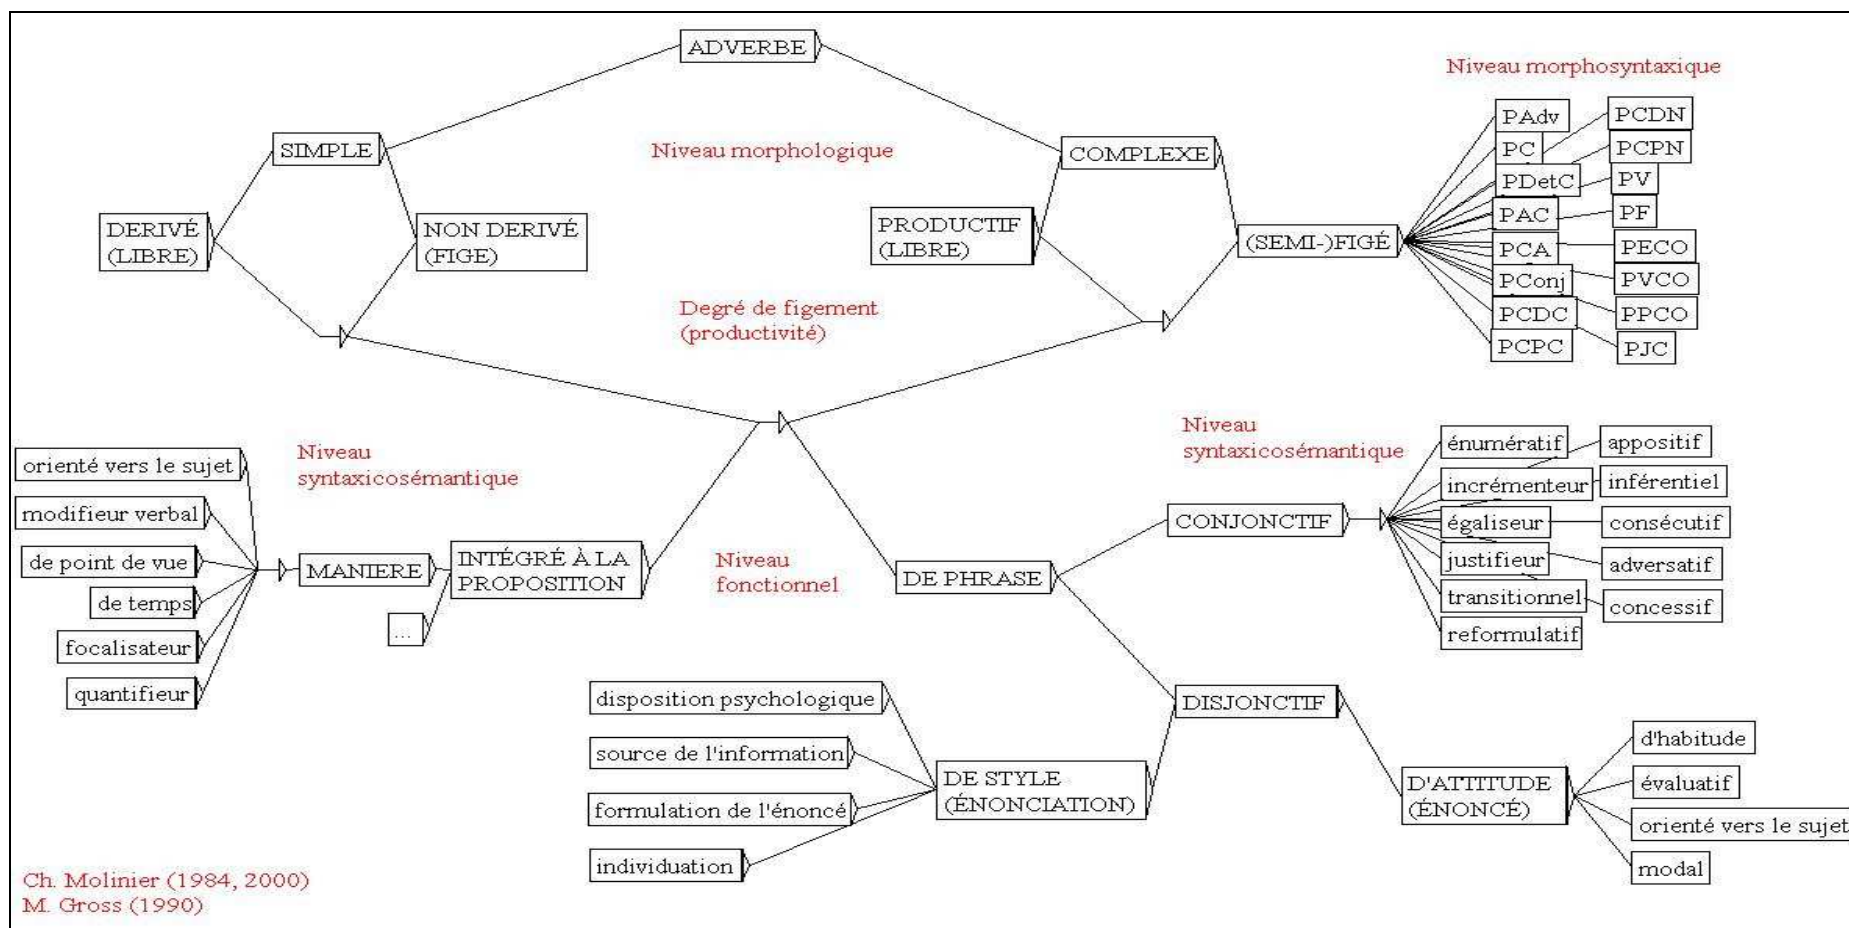 ADVERBE
Niveau morphosyntaxique
SIMPLE
Niveau morphologique
COMPLEXE
DERIVÉ
(LIBRE)
NON DERIVÉ
(FIGE)
PRODUCTIF
(LIBRE)
(SEMI-)FIGÉ
PAdv
PC
PDetC
PAC
PCA
PConj
PCDC
PCPC
PCDN
PCPN
PV
PF
PECO
PVCO
PPCO
PJC
Degré de figement
(productivité)
Niveau
syntaxicosémantique
orienté vers le sujet
modifieur verbal
de point de vue
de temps
focalisateur
quantifieur
MANIERE
INTÉGRÉ À LA
PROPOSITION
...
Niveau
fonctionnel
DE PHRASE
Niveau
syntaxicosémantique
CONJONCTIF
énumératif
incrémenteur
égaliseur
justifieur
transitionnel
reformulatif
appositif
inférentiel
consécutif
adversatif
concessif
DISJONCTIF
disposition psychologique
source de l'information
formulation de l'énoncé
individuation
DE STYLE
(ÉNONCIATION)
D'ATTITUDE
(ÉNONCÉ)
d'habitude
évaluatif
orienté vers le sujet
modal
Ch. Molinier (1984, 2000)
M. Gross (1990)